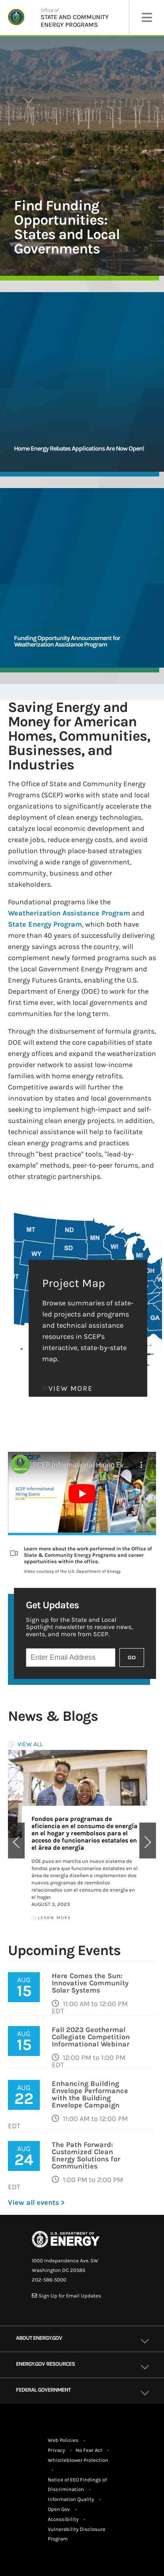 Office of
STATE AND COMMUNITY
ENERGY PROGRAMS
Find Funding
Opportunities:
States and Local
Governments
Home Energy Rebates Applications Are Now Open!
Funding Opportunity Announcement for
Weatherization Assistance Program
Saving Energy and
Money for American
Homes, Communities,
Businesses, and
Industries
The Office of State and Community Energy
Programs (SCEP) works with state and local
organizations to significantly accelerate the
deployment of clean energy technologies,
catalyze local economic development and
create jobs, reduce energy costs, and avoid
pollution through place-based strategies
involving a wide range of government,
community, business and other
stakeholders.
Foundational programs like the
Weatherization Assistance Program and
State Energy Program, which both have
more than 40 years of successfully delivering
energy savings across the country, will
merge with newer programs such as
the Local Government Energy Program and
Energy Futures Grants, enabling the U.S.
Department of Energy (DOE) to work for the
first time ever with states, local governments
and communities for the long term.
Through the disbursement of formula grants,
DOE will expand the core capabilities of state
energy offices and expand the weatherization
provider network to assist low-income
families with home energy retrofits.
Competitive awards will further the
innovation by states and local governments
seeking to implement high-impact and self-
sustaining clean energy programs. In addition,
technical assistance will help to facilitate
clean energy programs and practices
through "best practice" tools, "lead-by-
example" methods, peer-to-peer forums, and
other strategic partnerships.
MT
ND
MN
WI
WY
SD
MI
OH
WV
UT
GA
Project Map
Browse summaries of state-
led projects and programs
and technical assistance
resources in SCEP's
interactive, state-by-state
map.
VIEW MORE
SCEP Informational Hiring E
SCEP Informational
Hiring Event
Learn more about the work performed in the Office of
State & Community Energy Programs and career
opportunities within the office.
Video courtesy of the U.S. Department of Energy
Get Updates
Sign up for the State and Local
Spotlight newsletter to receive news,
events, and more from SCEP.
Enter Email Address
GO
News & Blogs
VIEW ALL
Fondos para programas de
eficiencia en el consumo de energía
en el hogar y reembolsos para el
acceso de funcionarios estatales en
el área de energía
DOE puso en marcha un nuevo sistema de
fondos para que funcionarios estatales en el
área de energía diseñen e implementen dos
nuevos programas de reembolso
relacionados con el consumo de energía en
el hogar.
AUGUST 3, 2023
LEARN MORE
Upcoming Events
AUG
15
Here Comes the Sun:
Innovative Community
Solar Systems
11:00 AM to 12:00 PM
EDT
AUG
15
Fall 2023 Geothermal
Collegiate Competition
Informational Webinar
12:00 PM to 1:00 PM
EDT
AUG
22
Enhancing Building
Envelope Performance
with the Building
Envelope Campaign
11:00 AM to 12:00 PM
EDT
AUG
24
The Path Forward:
Customized Clean
Energy Solutions for
Communities
1:00 PM to 2:00 PM
EDT
View all events >
U.S. DEPARTMENT OF
ENERGY
1000 Independence Ave. SW
Washington DC 20585
202-586-5000
Sign Up for Email Updates
ABOUT ENERGY.GOV
ENERGY.GOV RESOURCES
FEDERAL GOVERNMENT
Web Policies •
Privacy • No Fear Act •
Whistleblower Protection
•
Notice of EEO Findings of
Discrimination •
Information Quality •
Open Gov •
Accessibility •
Vulnerability Disclosure
Program